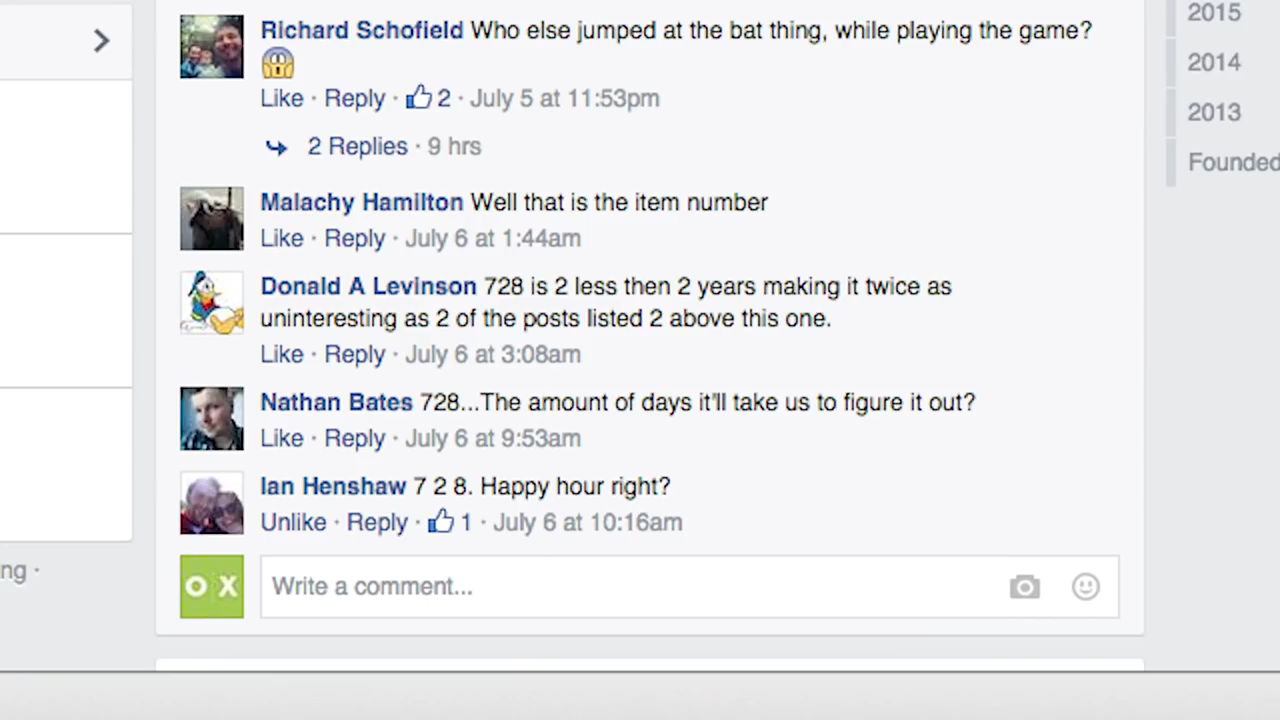 2015
Richard Schofield Who else jumped at the bat thing, while playing the game?
2014
Like · Reply · 2 · July 5 at 11:53pm
2013
2 Replies · 9 hrs
Founded
Malachy Hamilton Well that is the item number
Like · Reply · July 6 at 1:44am
Donald A Levinson 728 is 2 less then 2 years making it twice as
uninteresting as 2 of the posts listed 2 above this one.
Like · Reply · July 6 at 3:08am
Nathan Bates 728...The amount of days it'll take us to figure it out?
Like · Reply · July 6 at 9:53am
Ian Henshaw 7 2 8. Happy hour right?
Unlike · Reply · 1 · July 6 at 10:16am
ng ·
O X Write a comment...